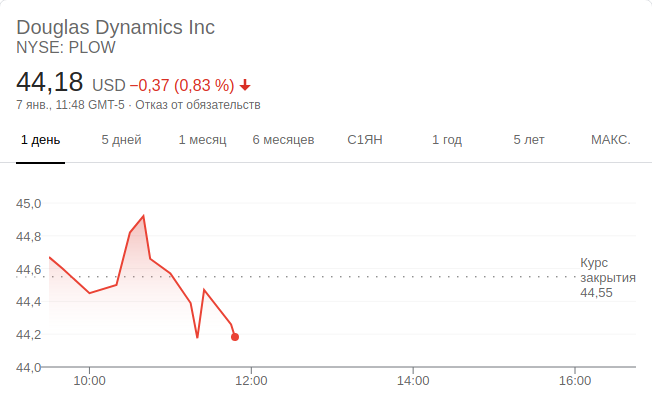 Douglas Dynamics Inc
NYSE: PLOW
44,18 USD −0,37 (0,83 %)
7 янв., 11:48 GMT-5 · Отказ от обязательств
1 день 5 дней 1 месяц 6 месяцев С1ЯН 1 год 5 лет МАКС.
45,0
44,8
44,6
44,4
44,2
44,0
Курс
закрытия
44,55
10:00 12:00 14:00 16:00